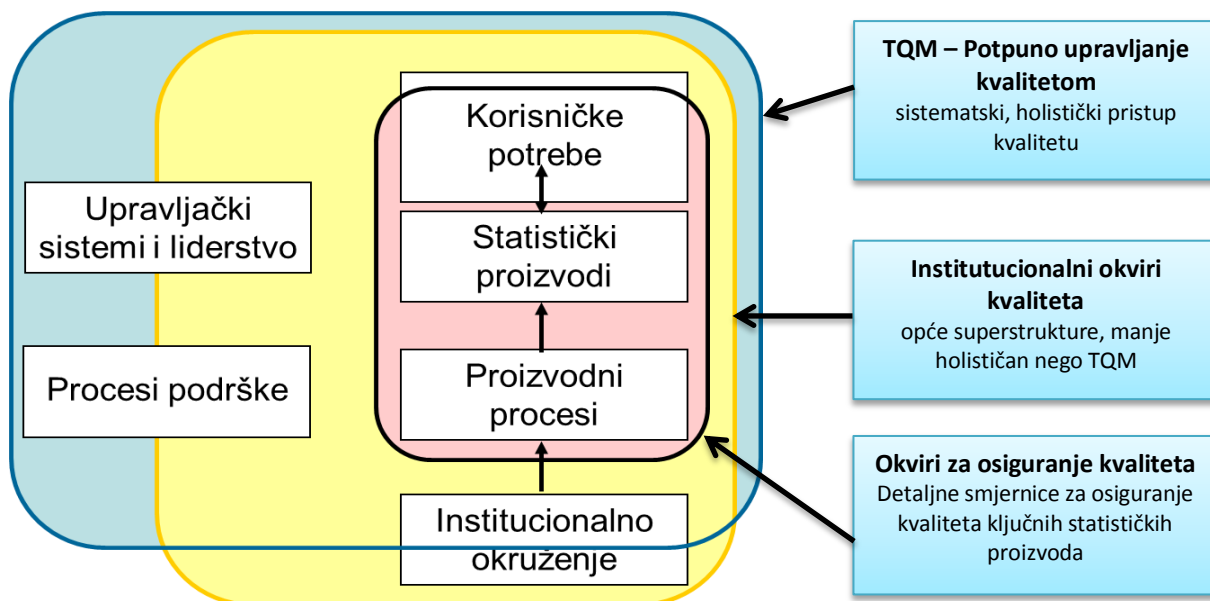 Korisničke
potrebe
Upravljački
sistemi i liderstvo
Statistički
proizvodi
Procesi podrške
Proizvodni
procesi
Institucionalno
okruženje
TQM – Potpuno upravljanje
kvalitetom
sistematski, holistički pristup
kvalitetu
Institutucionalni okviri
kvaliteta
opće superstrukture, manje
holističan nego TQM
Okviri za osiguranje kvaliteta
Detaljne smjernice za osiguranje
kvaliteta ključnih statističkih
proizvoda